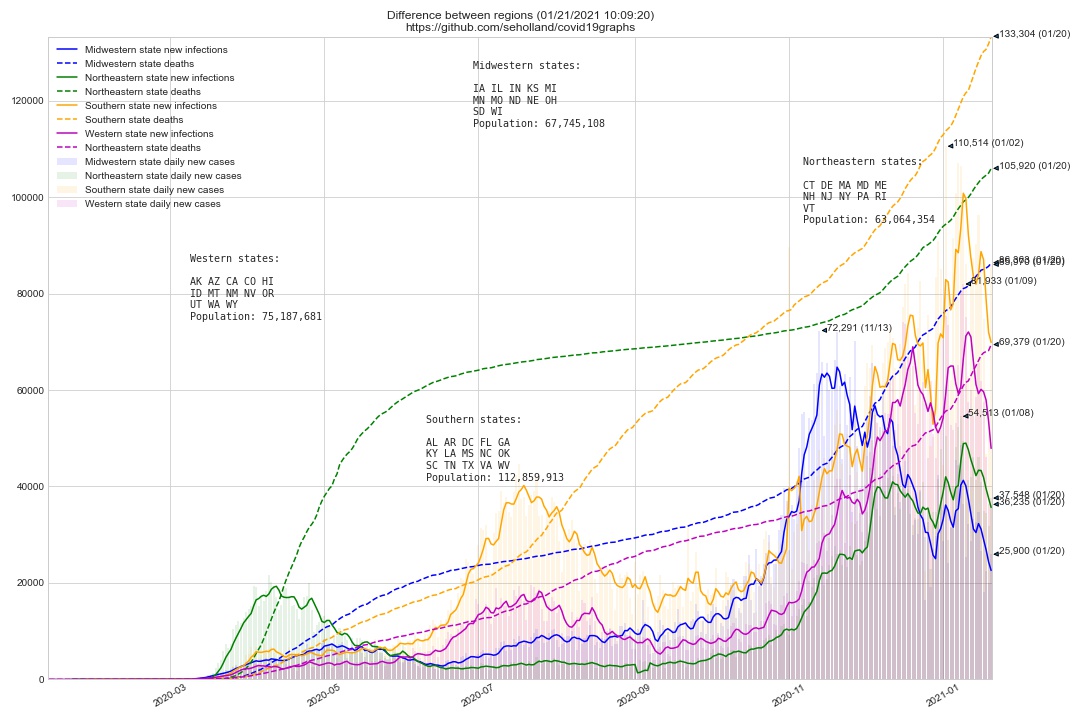 Difference between regions (01/21/2021 10:09:20)
https://github.com/seholland/covid19graphs
Midwestern state new infections
Midwestern state deaths
Northeastern state new infections
Northeastern state deaths
Southern state new infections
Southern state deaths
Western state new infections
Northeastern state deaths
Midwestern state daily new cases
Northeastern state daily new cases
Southern state daily new cases
Western state daily new cases
Midwestern states:
IA IL IN KS MI
MN MO ND NE OH
SD WI
Population: 67,745,108
Northeastern states:
CT DE MA MD ME
NH NJ NY PA RI
VT
Population: 63,064,354
Western states:
AK AZ CA CO HI
ID MT NM NV OR
UT WA WY
Population: 75,187,681
Southern states:
AL AR DC FL GA
KY LA MS NC OK
SC TN TX VA WV
Population: 112,859,913
133,304 (01/20)
110,514 (01/02)
105,920 (01/20)
(01/20)
81,933 (01/09)
72,291 (11/13)
69,379 (01/20)
54,513 (01/08)
37,548 (01/20)
36,235 (01/20)
25,900 (01/20)
120000
100000
80000
60000
40000
20000
0
2020-03
2020-05
2020-07
2020-09
2020-11
2021-01